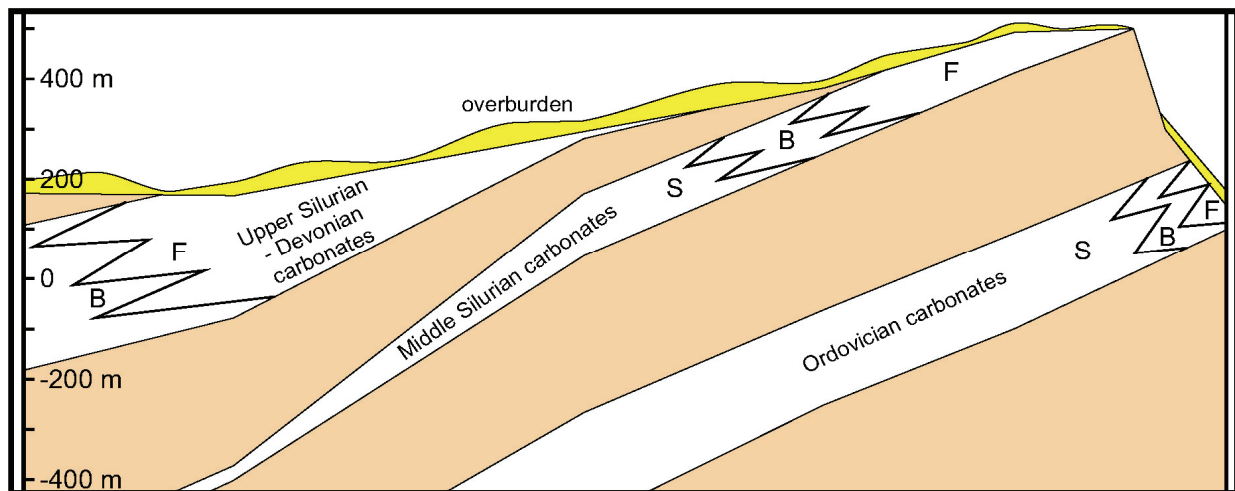 400 m
200
0
-200 m
-400 m
overburden
Upper Silurian
- Devonian
carbonates
F
B
Middle Silurian carbonates
S
B
F
Ordovician carbonates
S
B
F